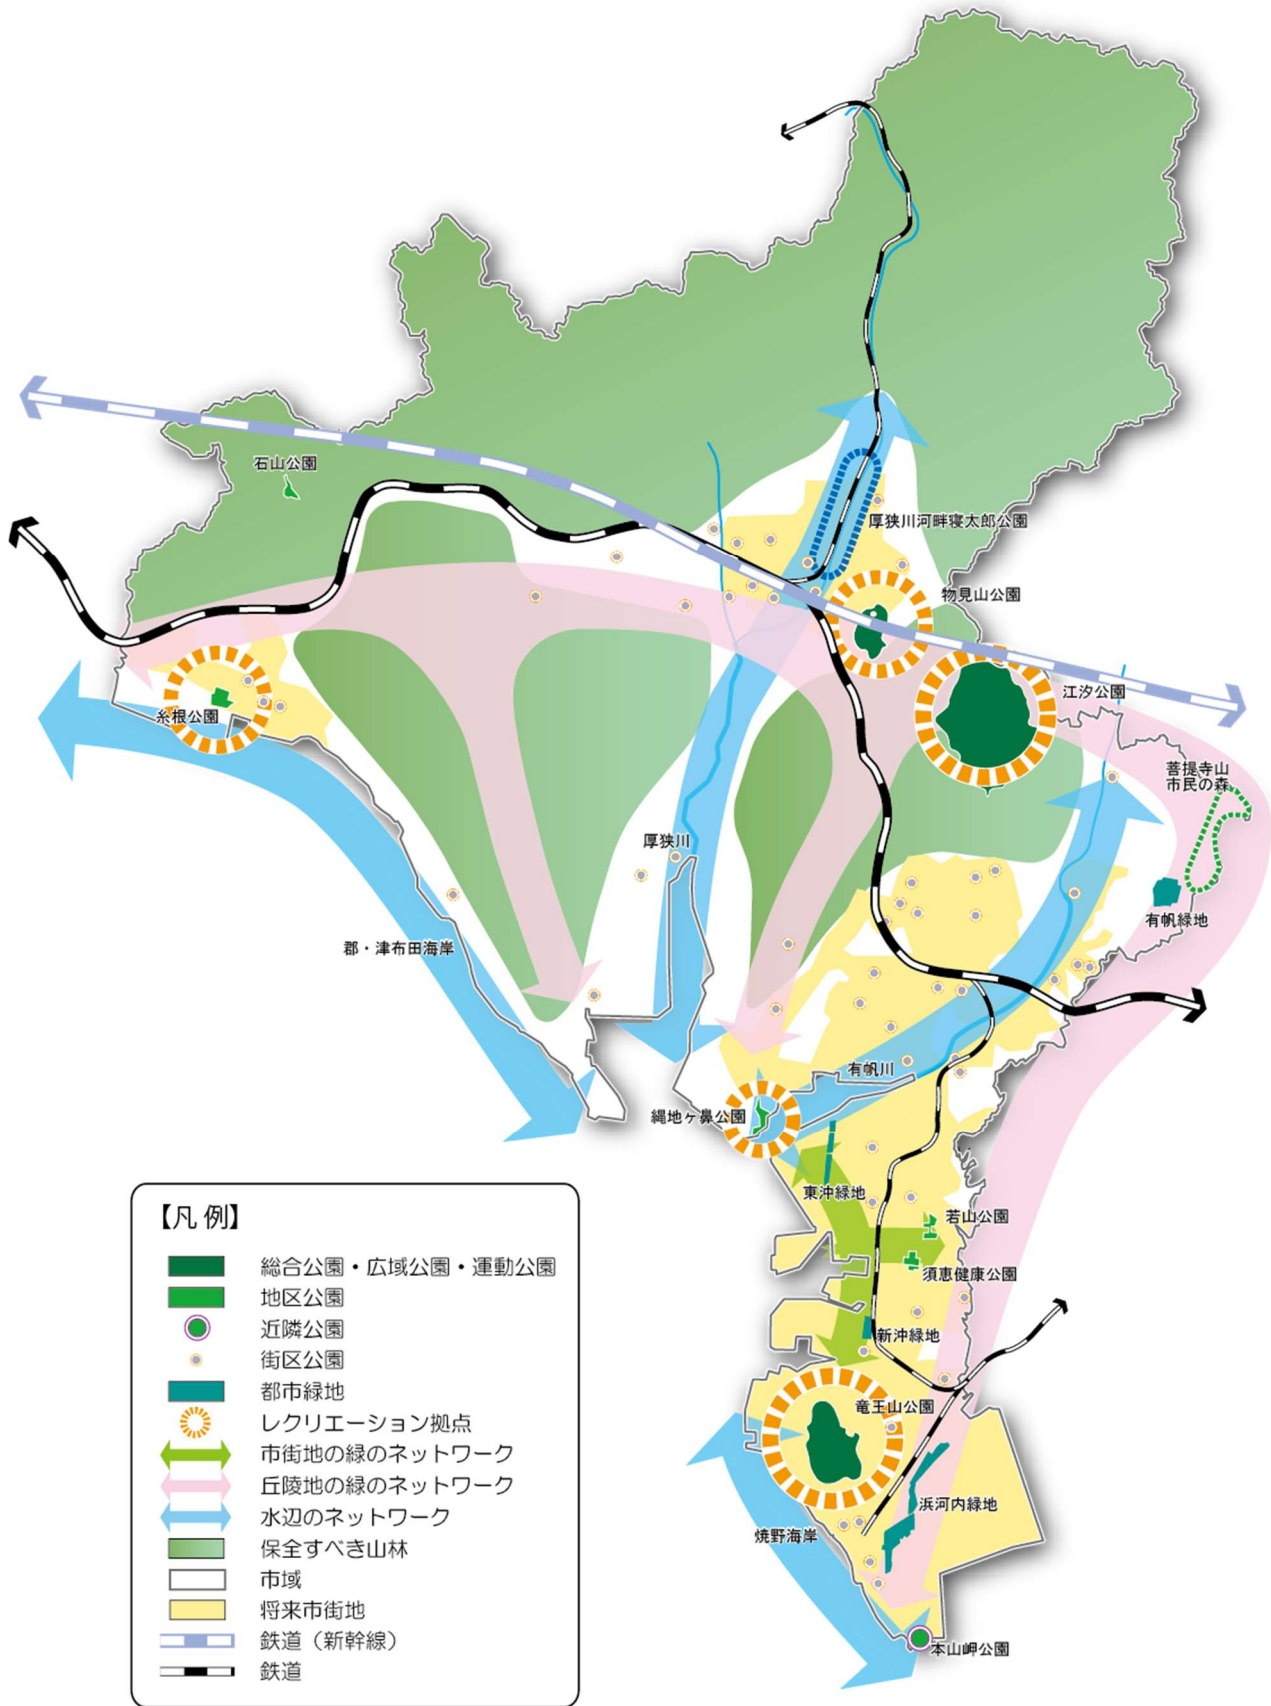 石山公園
厚狭川河畔寝太郎公園
物見山公園
江汐公園
糸根公園
菩提寺山
市民の森
厚狭川
有帆緑地
郡・津布田海岸
有帆川
縄地ヶ鼻公園
東沖緑地
若山公園
須恵健康公園
新沖緑地
竜王山公園
浜河内緑地
焼野海岸
本山岬公園
【凡 例】
総合公園・広域公園・運動公園
地区公園
近隣公園
街区公園
都市緑地
レクリエーション拠点
市街地の緑のネットワーク
丘陵地の緑のネットワーク
水辺のネットワーク
保全すべき山林
市域
将来市街地
鉄道（新幹線）
鉄道